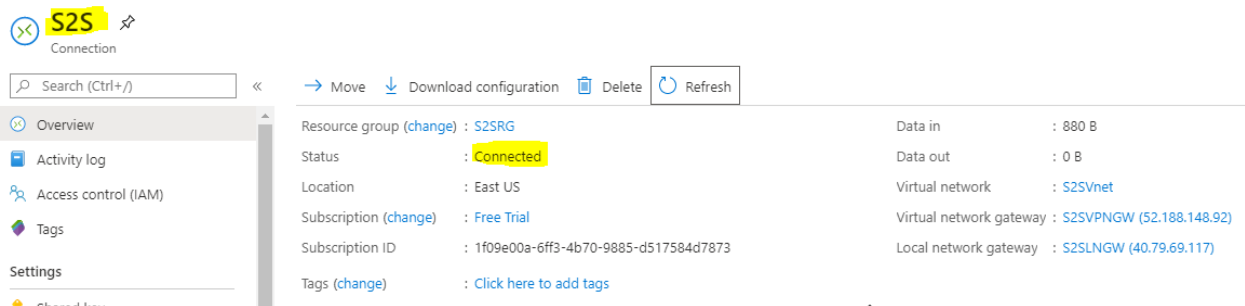 S2S
Connection
Search (Ctrl+/)
«
Overview
Activity log
Access control (IAM)
Tags
Settings
Shared key
Move Download configuration Delete Refresh
Resource group (change) : S2SRG
Status : Connected
Location : East US
Subscription (change) : Free Trial
Subscription ID : 1f09e00a-6ff3-4b70-9885-d517584d7873
Tags (change) : Click here to add tags
Data in : 880 B
Data out : 0 B
Virtual network : S2SVnet
Virtual network gateway : S2SVPNGW (52.188.148.92)
Local network gateway : S2SLNGW (40.79.69.117)